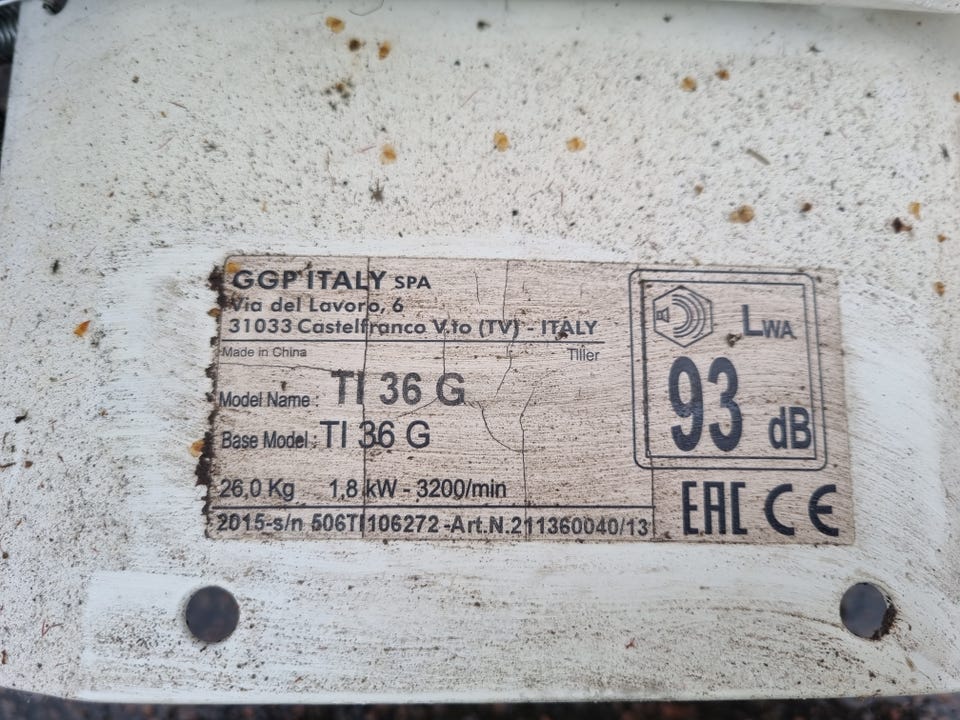 GGP ITALY SPA
Via del Lavoro, 6
31033 Castelfranco V.to (TV) - ITALY
Made in China Tiller
Model Name : TI 36 G
Base Model : TI 36 G
26,0 Kg 1,8 kW - 3200/min
2015-s/n 506TI106272 -Art.N.211360040/13
LWA
93 dB
EAC CE